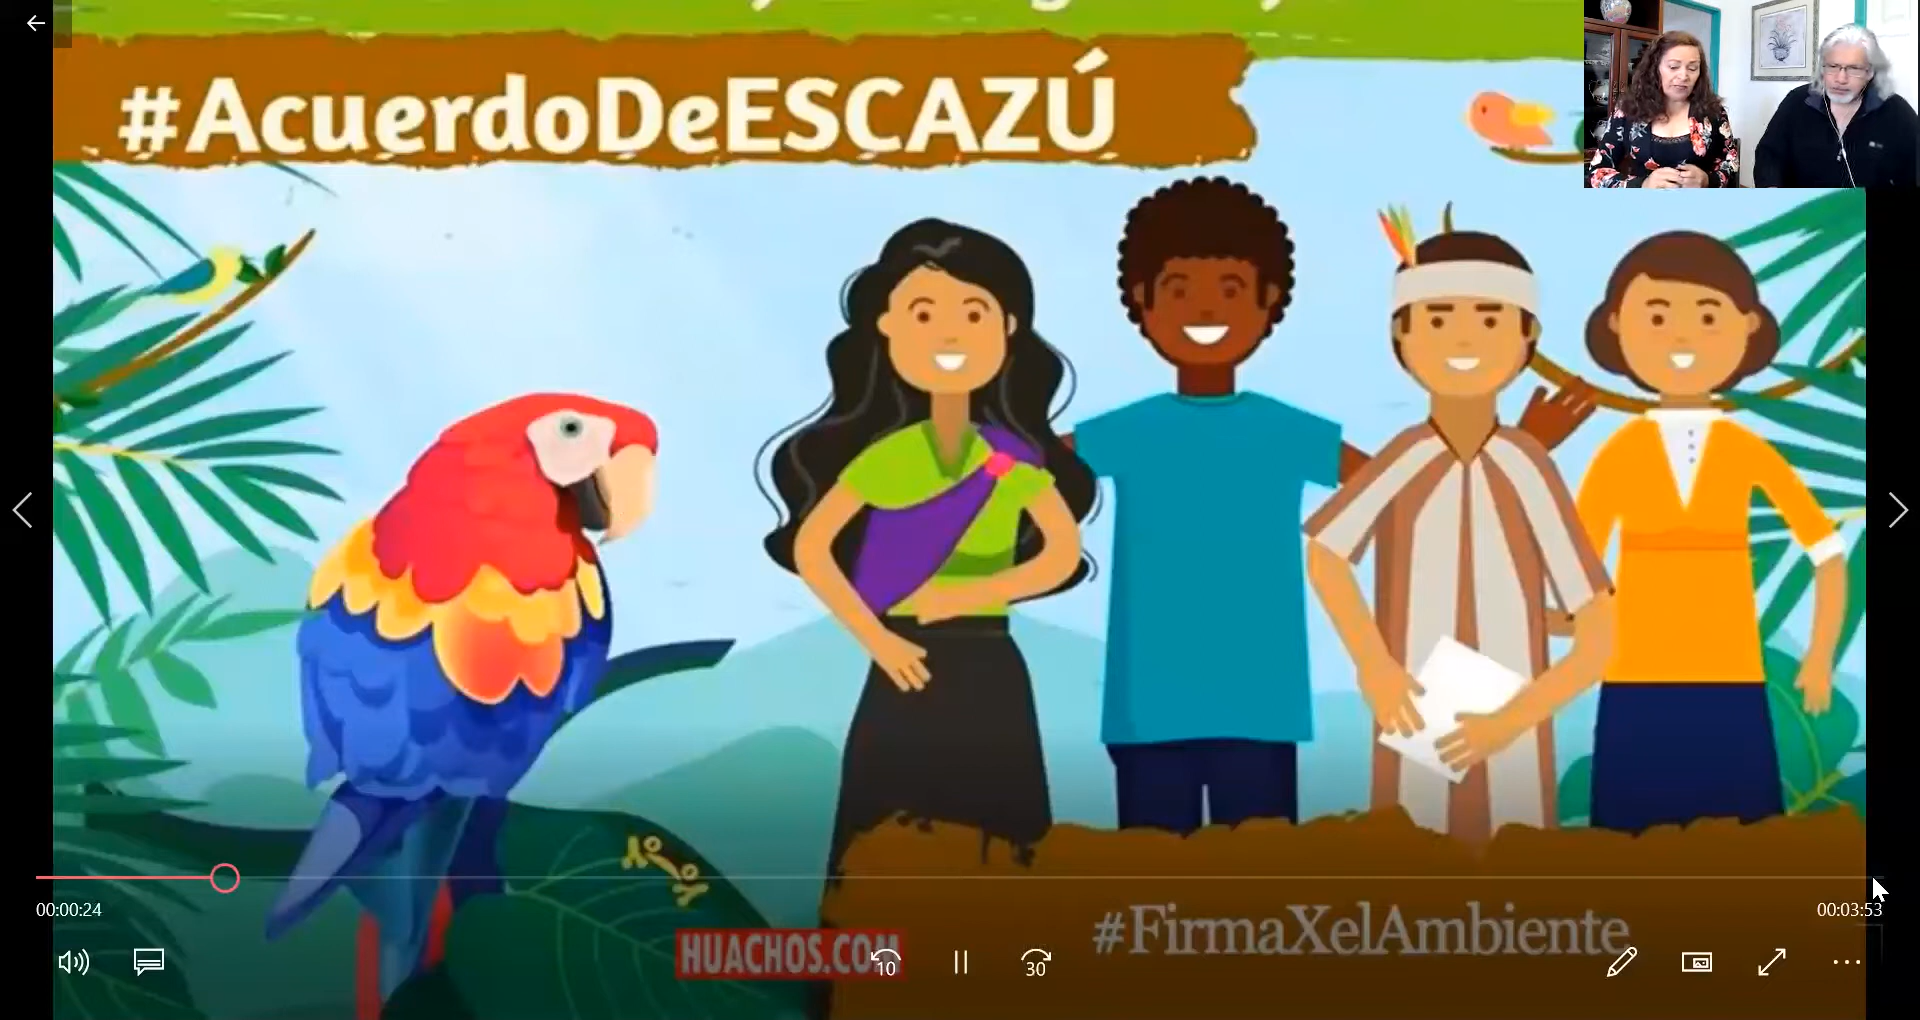 #AcuerdoDeESCAZÚ
00:00:24
00:03:53
#FirmaXelAmbiente
HUACHOS.COM
10
30